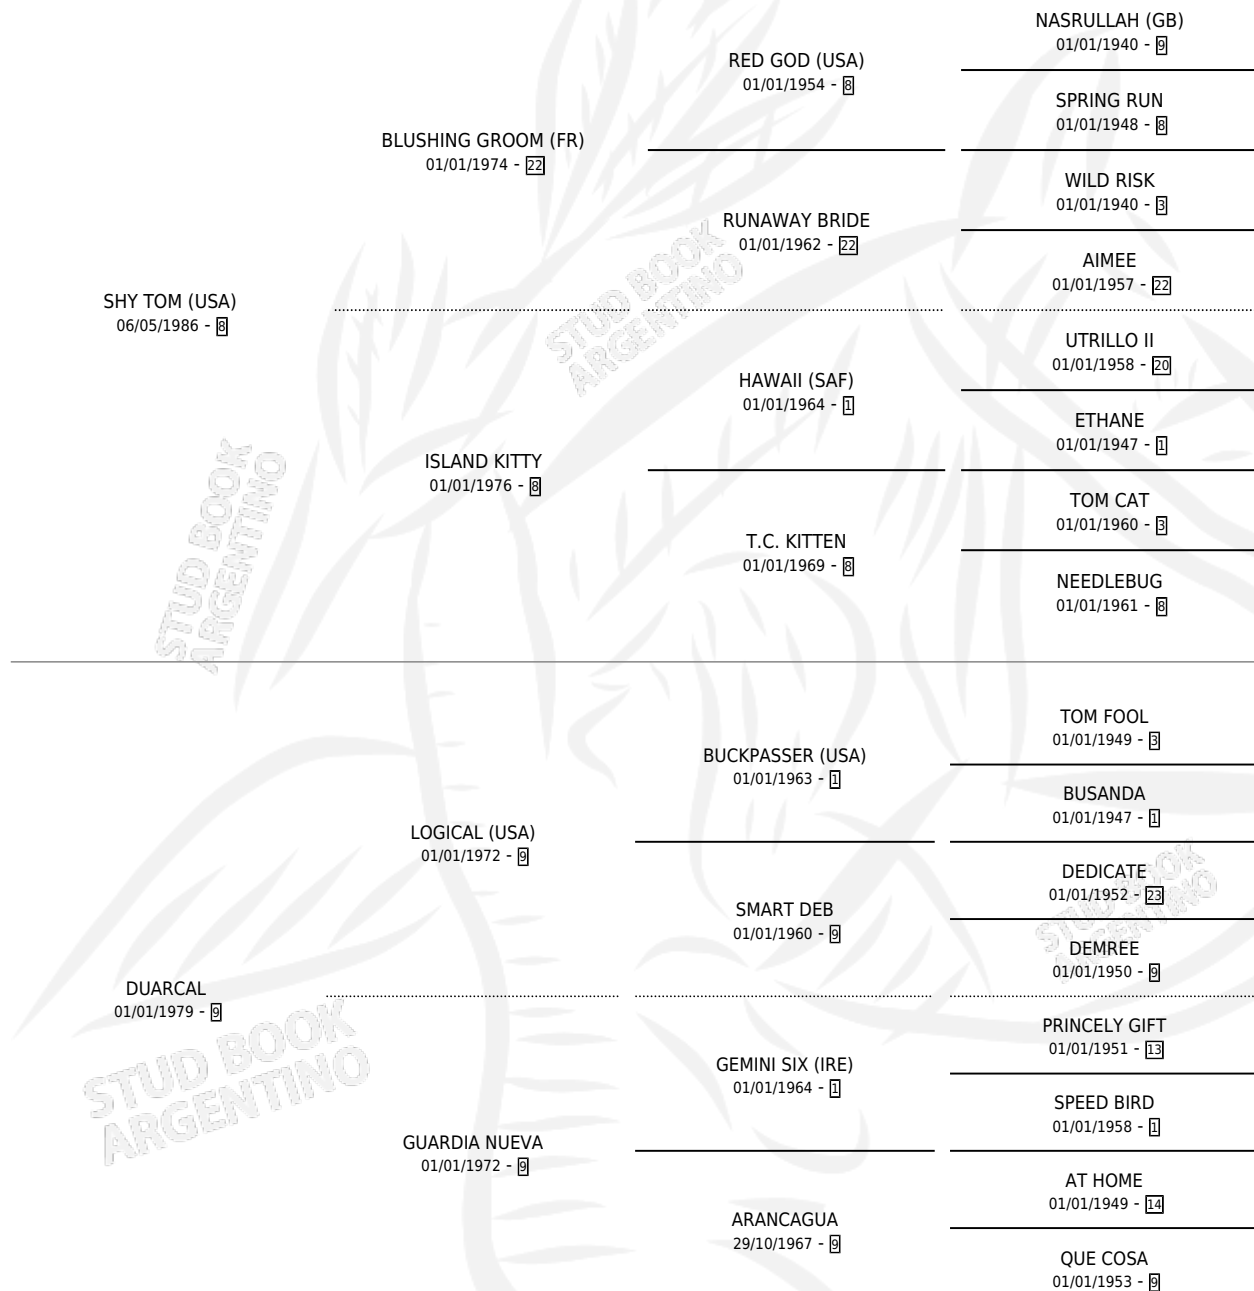 NASRULLAH (GB)
01/01/1940 - 9
RED GOD (USA)
01/01/1954 - 8
SPRING RUN
01/01/1948 - 8
BLUSHING GROOM (FR)
01/01/1974 - 22
WILD RISK
01/01/1940 - 3
RUNAWAY BRIDE
01/01/1962 - 22
AIMEE
01/01/1957 - 22
SHY TOM (USA)
06/05/1986 - 8
UTRILLO II
01/01/1958 - 20
HAWAII (SAF)
01/01/1964 - 1
ETHANE
01/01/1947 - 1
ISLAND KITTY
01/01/1976 - 8
TOM CAT
01/01/1960 - 3
T.C. KITTEN
01/01/1969 - 8
NEEDLEBUG
01/01/1961 - 8
TOM FOOL
01/01/1949 - 3
BUCKPASSER (USA)
01/01/1963 - 1
BUSANDA
01/01/1947 - 1
LOGICAL (USA)
01/01/1972 - 9
DEDICATE
01/01/1952 - 23
SMART DEB
01/01/1960 - 9
DEMREE
01/01/1950 - 9
DUARCAL
01/01/1979 - 9
PRINCELY GIFT
01/01/1951 - 13
GEMINI SIX (IRE)
01/01/1964 - 1
SPEED BIRD
01/01/1958 - 1
GUARDIA NUEVA
01/01/1972 - 9
AT HOME
01/01/1949 - 14
ARANCAGUA
29/10/1967 - 9
QUE COSA
01/01/1953 - 9
STUD BOOK
ARGENTINO
STUD BOOK
ARGENTINO
STUD BOOK
ARGENTINO
STUD BOOK
ARGENTINO